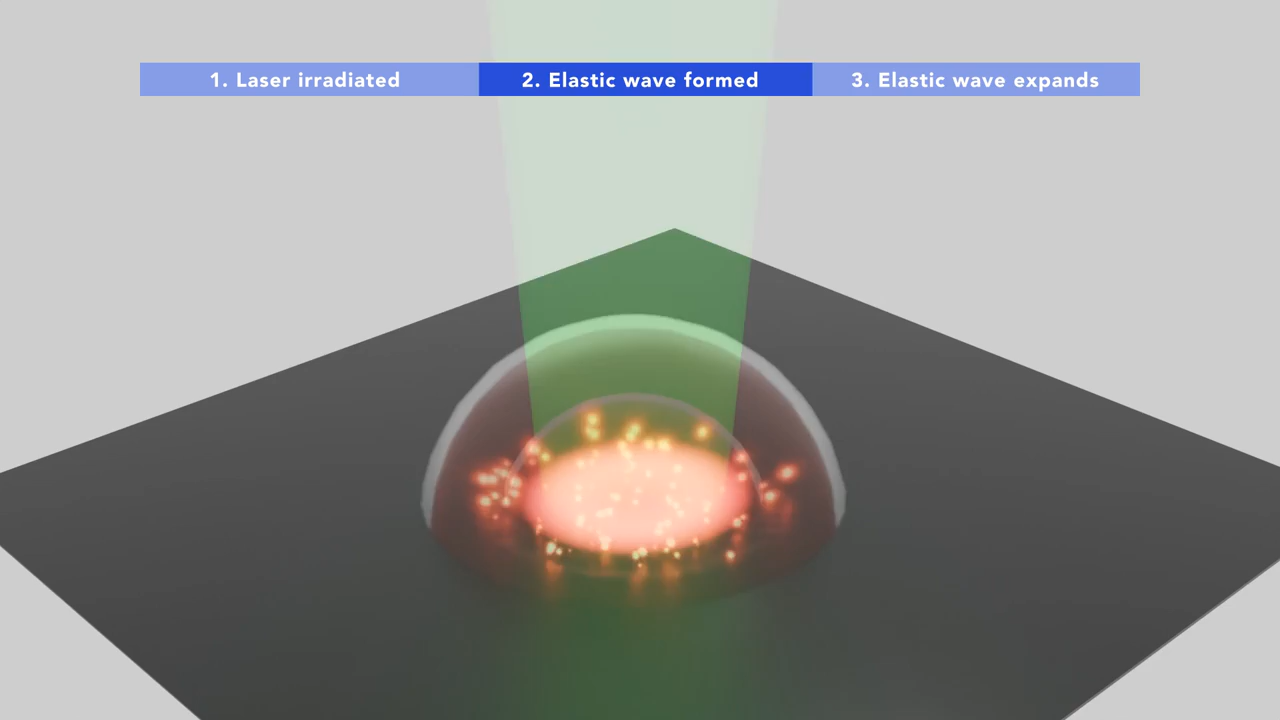 1. Laser irradiated
2. Elastic wave formed
3. Elastic wave expands